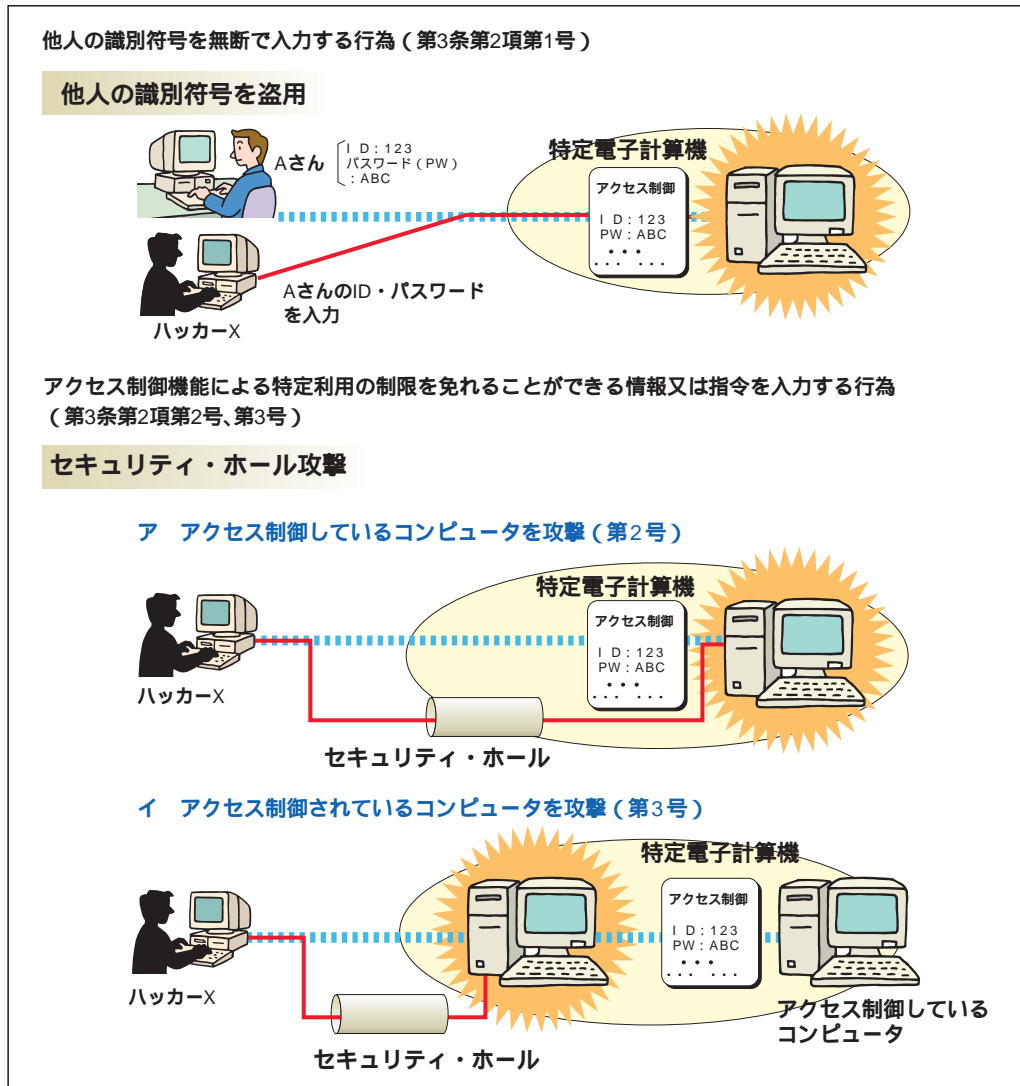 他人の識別符号を無断で入力する行為（第3条第2項第1号）
他人の識別符号を盗用
Aさん
ＩＤ：123
パスワード（PW）
：ABC
特定電子計算機
アクセス制御
ＩＤ：123
PW：ABC
・・・
... ...
AさんのID・パスワード
を入力
ハッカーX
アクセス制御機能による特定利用の制限を免れることができる情報又は指令を入力する行為
（第3条第2項第2号、第3号）
セキュリティ・ホール攻撃
ア　アクセス制御しているコンピュータを攻撃（第2号）
特定電子計算機
アクセス制御
ＩＤ：123
PW：ABC
・・・
... ...
ハッカーX
セキュリティ・ホール
イ　アクセス制御されているコンピュータを攻撃（第3号）
特定電子計算機
アクセス制御
ＩＤ：123
PW：ABC
・・・
... ...
ハッカーX
アクセス制御している
コンピュータ
セキュリティ・ホール